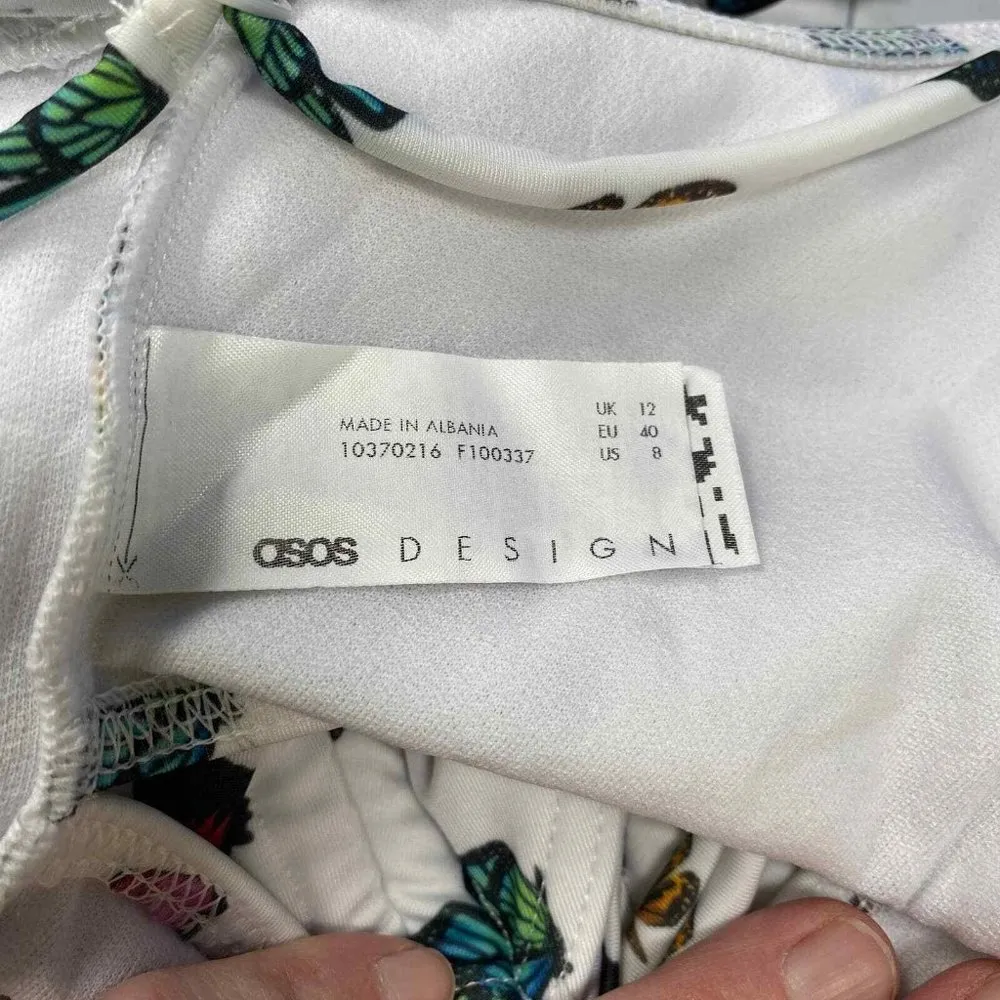 MADE IN ALBANIA
10370216 F100337
UK 12
EU 40
US 8
asos DESIGN